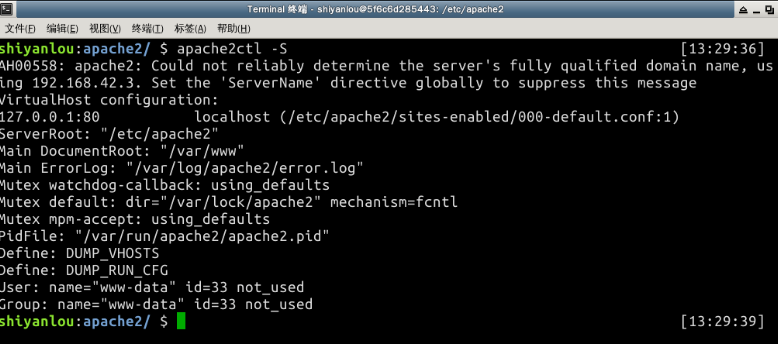 Terminal 终端 - shiyanlou@5f6c6d285443: /etc/apache2
文件(F) 编辑(E) 视图(V) 终端(T) 标签(A) 帮助(H)
shiyanlou:apache2/ $ apache2ctl -S [13:29:36]
AH00558: apache2: Could not reliably determine the server's fully qualified domain name, us
ing 192.168.42.3. Set the 'ServerName' directive globally to suppress this message
VirtualHost configuration:
127.0.0.1:80 localhost (/etc/apache2/sites-enabled/000-default.conf:1)
ServerRoot: "/etc/apache2"
Main DocumentRoot: "/var/www"
Main ErrorLog: "/var/log/apache2/error.log"
Mutex watchdog-callback: using_defaults
Mutex default: dir="/var/lock/apache2" mechanism=fcntl
Mutex mpm-accept: using_defaults
PidFile: "/var/run/apache2/apache2.pid"
Define: DUMP_VHOSTS
Define: DUMP_RUN_CFG
User: name="www-data" id=33 not_used
Group: name="www-data" id=33 not_used
shiyanlou:apache2/ $ [13:29:39]